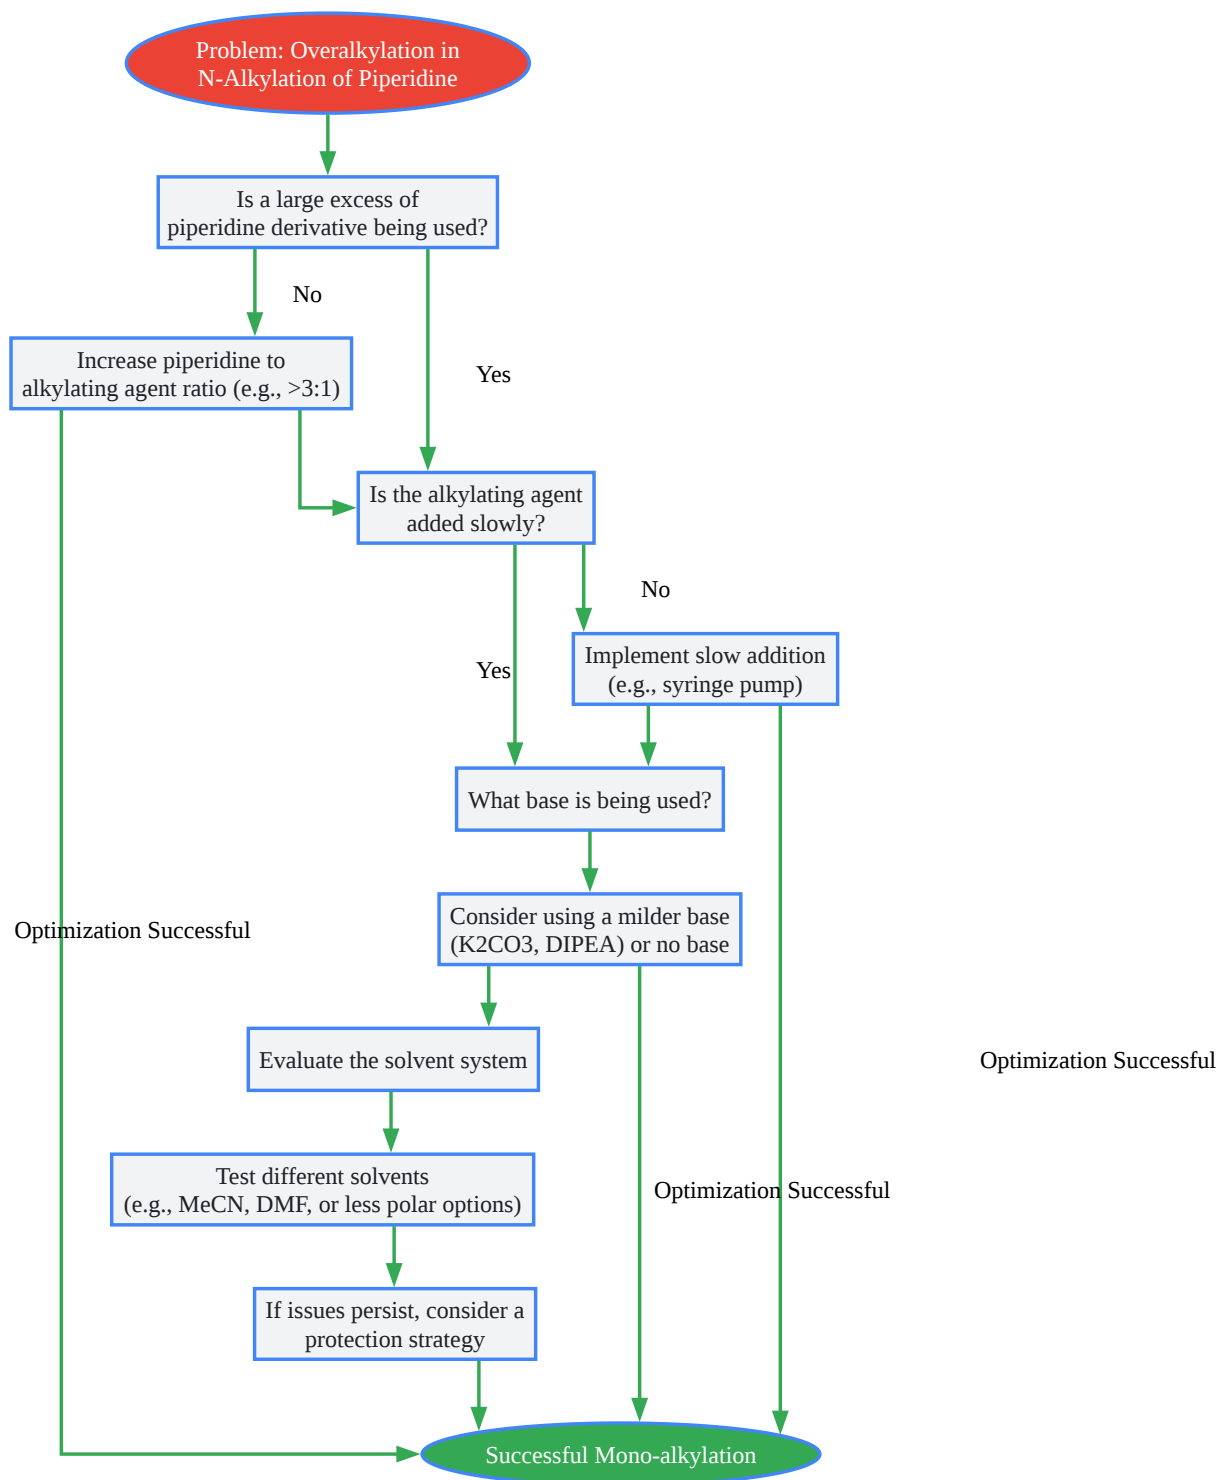 Problem: Overalkylation in
N-Alkylation of Piperidine
Is a large excess of
piperidine derivative being used?
No
Increase piperidine to
alkylating agent ratio (e.g., >3:1)
Yes
Is the alkylating agent
added slowly?
No
Implement slow addition
(e.g., syringe pump)
Yes
What base is being used?
Consider using a milder base
(K2CO3, DIPEA) or no base
Optimization Successful
Evaluate the solvent system
Optimization Successful
Test different solvents
(e.g., MeCN, DMF, or less polar options)
Optimization Successful
If issues persist, consider a
protection strategy
Successful Mono-alkylation